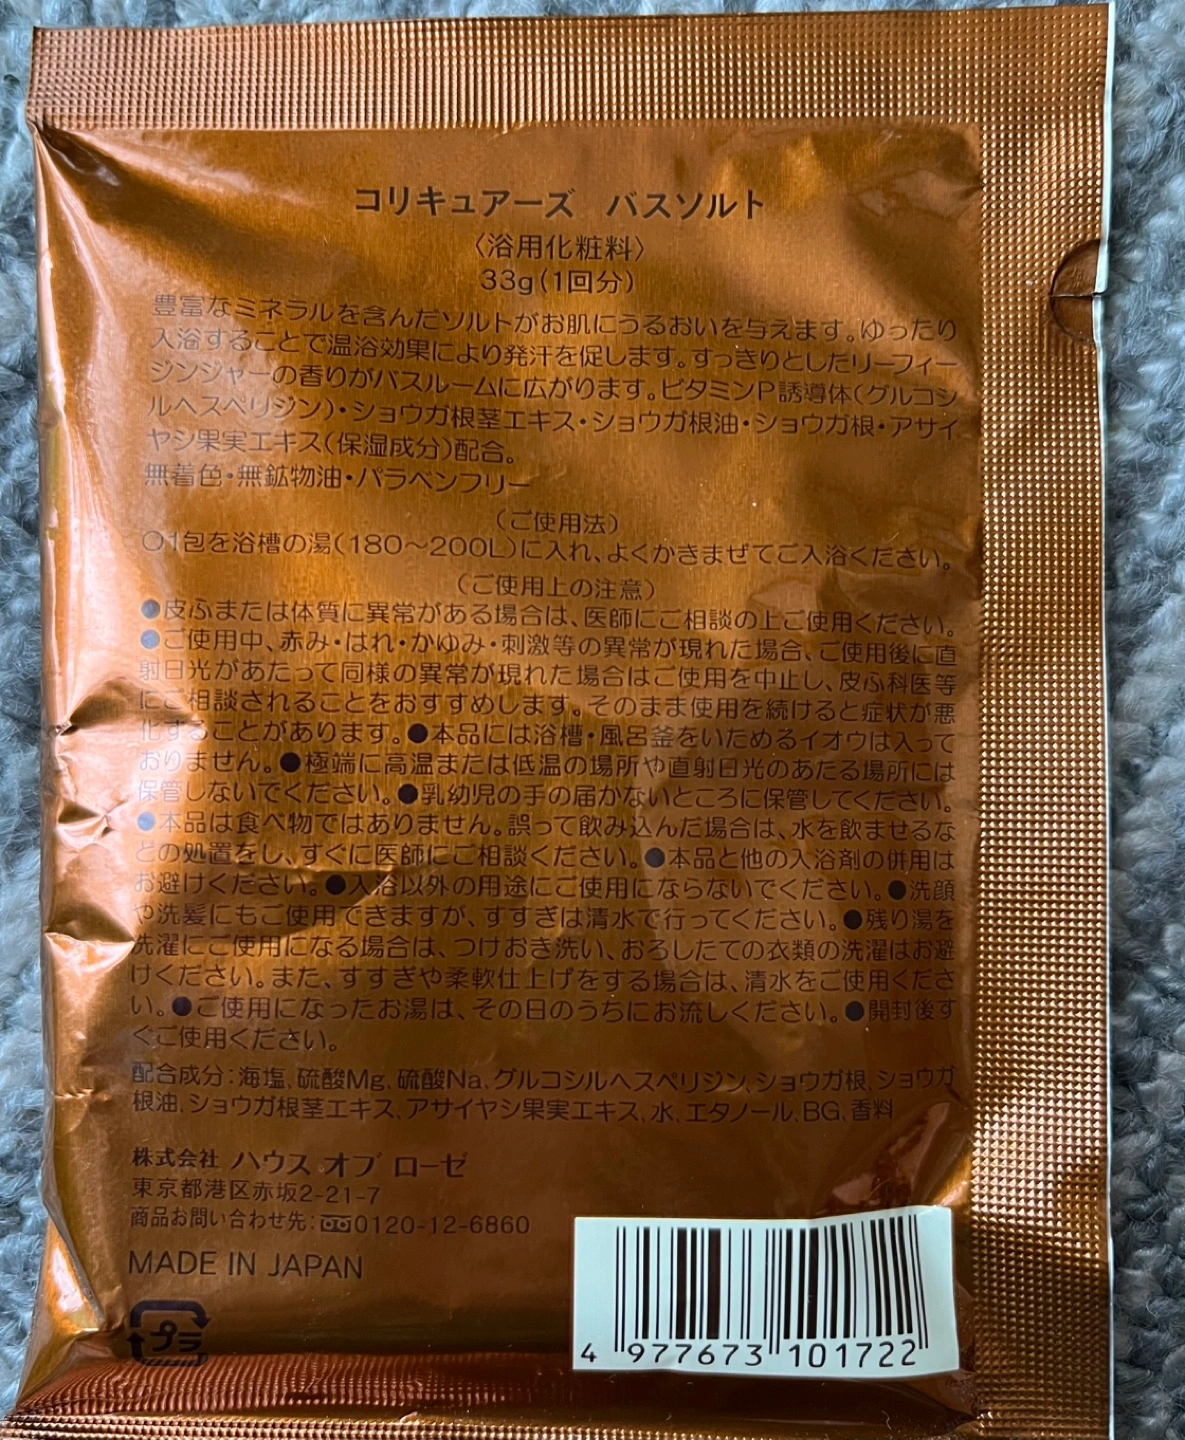 コリキュアーズ バスソルト
〈浴用化粧料〉
33g(1回分)
豊富なミネラルを含んだソルトがお肌にうるおいを与えます。ゆったり
入浴することで温浴効果により発汗を促します。すっきりとしたリーフィー
ジンジャーの香りがバスルームに広がります。ビタミンP誘導体(グルコシ
ルヘスペリジン)・ショウガ根茎エキス・ショウガ根油・ショウガ根・アサイ
ヤシ果実エキス(保湿成分)配合。
無着色・無鉱物油・パラベンフリー
(ご使用法)
○1包を浴槽の湯(180〜200L)に入れ、よくかきまぜてご入浴ください。
(ご使用上の注意)
●皮ふまたは体質に異常がある場合は、医師にご相談の上ご使用ください。
●ご使用中、赤み・はれ・かゆみ・刺激等の異常が現れた場合、ご使用後に直
射日光があたって同様の異常が現れた場合はご使用を中止し、皮ふ科医等
にご相談されることをおすすめします。そのまま使用を続けると症状が悪
化することがあります。●本品には浴槽・風呂釜をいためるイオウは入って
おりません。●極端に高温または低温の場所や直射日光のあたる場所には
保管しないでください。●乳幼児の手の届かないところに保管してください。
●本品は食べ物ではありません。誤って飲み込んだ場合は、水を飲ませるな
どの処置をし、すぐに医師にご相談ください。●本品と他の入浴剤の併用は
お避けください。●入浴以外の用途にご使用にならないでください。●洗顔
や洗髪にもご使用できますが、すすぎは清水で行ってください。●残り湯を
洗濯にご使用になる場合は、つけおき洗い、おろしたての衣類の洗濯はお避
けください。また、すすぎや柔軟仕上げをする場合は、清水をご使用くださ
い。●ご使用になったお湯は、その日のうちにお流しください。●開封後す
ぐご使用ください。
配合成分:海塩、硫酸Mg、硫酸Na、グルコシルヘスペリジン、ショウガ根、ショウガ
根油、ショウガ根茎エキス、アサイヤシ果実エキス、水、エタノール、BG、香料
株式会社 ハウス オブ ローゼ
東京都港区赤坂2-21-7
商品お問い合わせ先:0120-12-6860
MADE IN JAPAN
プラ
4 977673 101722